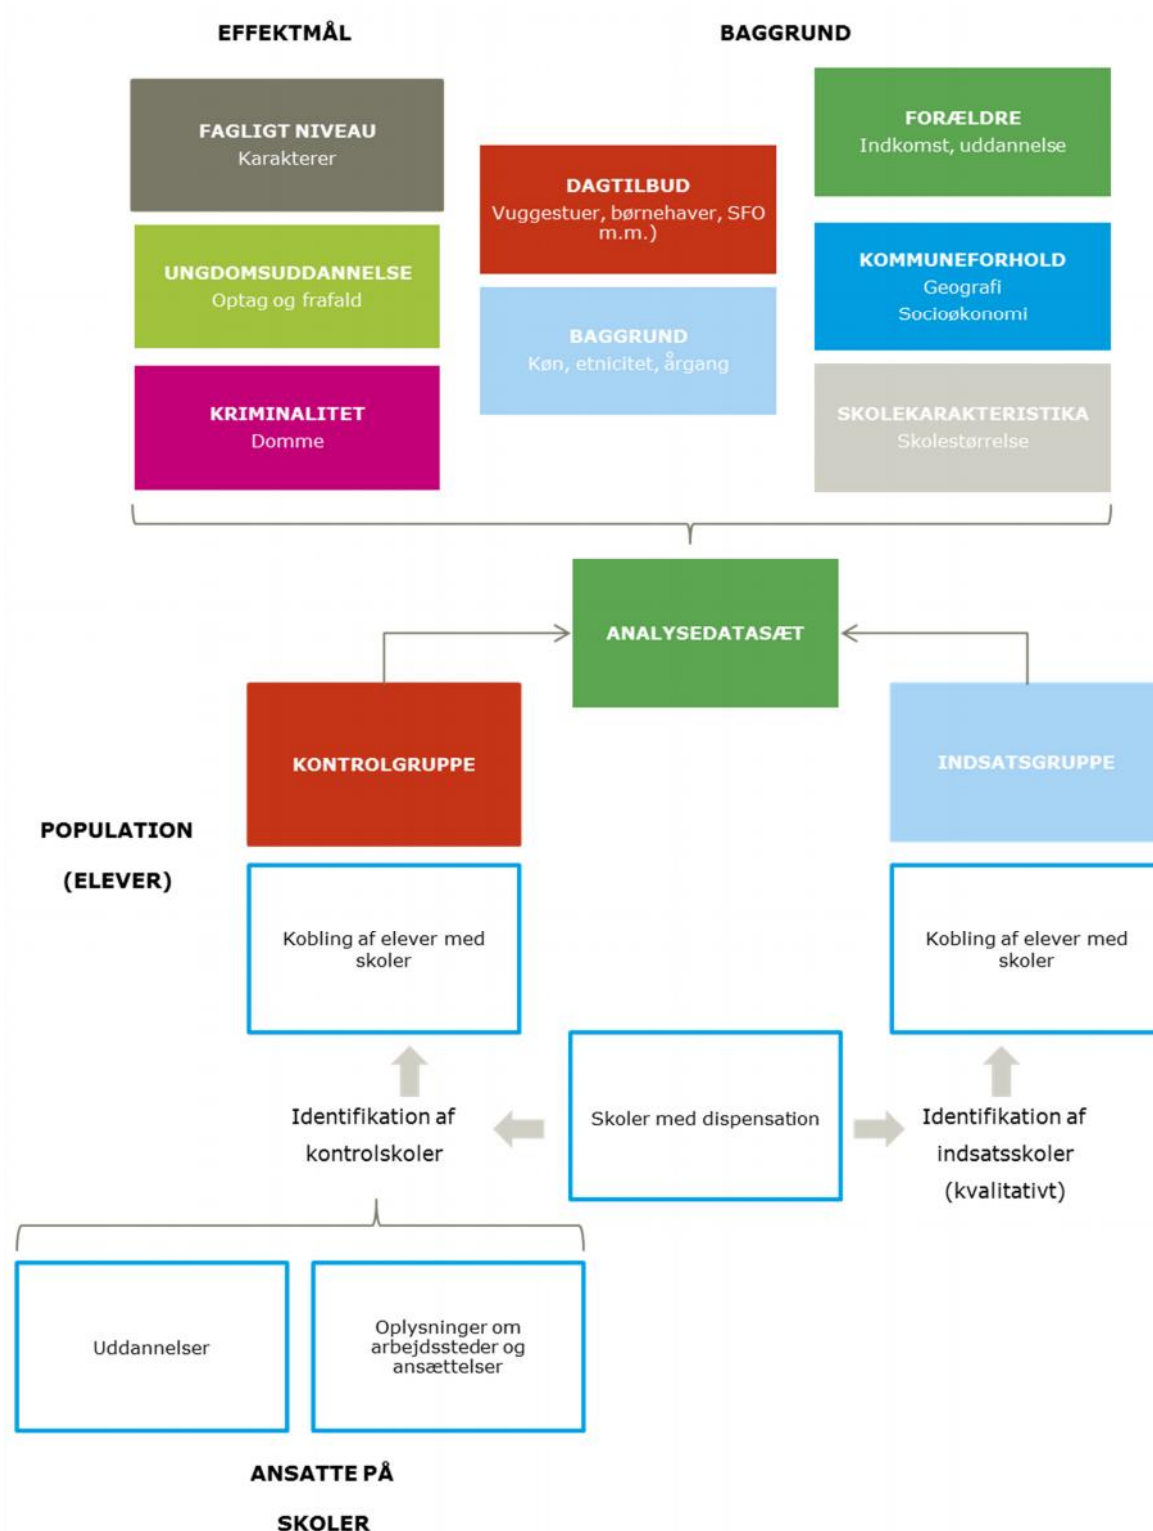 EFFEKTMÅL
BAGGRUND
FAGLIGT NIVEAU
Karakterer
UNGDOMSUDDANNELSE
Optag og frafald
KRIMINALITET
Domme
DAGTILBUD
Vuggestuer, børnehaver, SFO
m.m.)
BAGGRUND
Køn, etnicitet, årgang
FORÆLDRE
Indkomst, uddannelse
KOMMUNEFORHOLD
Geografi
Socioøkonomi
SKOLEKARAKTERISTIKA
Skolestørrelse
ANALYSEDATASÆT
KONTROLGRUPPE
INDSATSGRUPPE
POPULATION
(ELEVER)
Kobling af elever med
skoler
Kobling af elever med
skoler
Identifikation af
kontrolskoler
Skoler med dispensation
Identifikation af
indsatsskoler
(kvalitativt)
Uddannelser
Oplysninger om
arbejdssteder og
ansættelser
ANSATTE PÅ
SKOLER